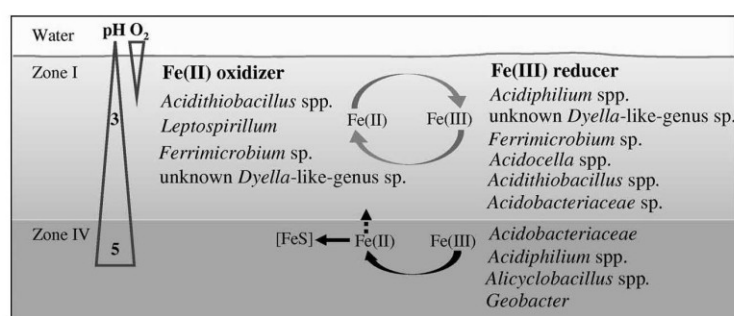 Water
pH O₂
Zone I
3
Fe(II) oxidizer
Acidithiobacillus spp.
Leptospirillum
Ferrimicrobium sp.
unknown Dyella-like-genus sp.
Fe(II)
Fe(III)
Fe(III) reducer
Acidiphilium spp.
unknown Dyella-like-genus sp.
Ferrimicrobium sp.
Acidocella spp.
Acidithiobacillus spp.
Acidobacteriaceae sp.
Zone IV
5
[FeS]
Fe(II)
Fe(III)
Acidobacteriaceae
Acidiphilium spp.
Alicyclobacillus spp.
Geobacter